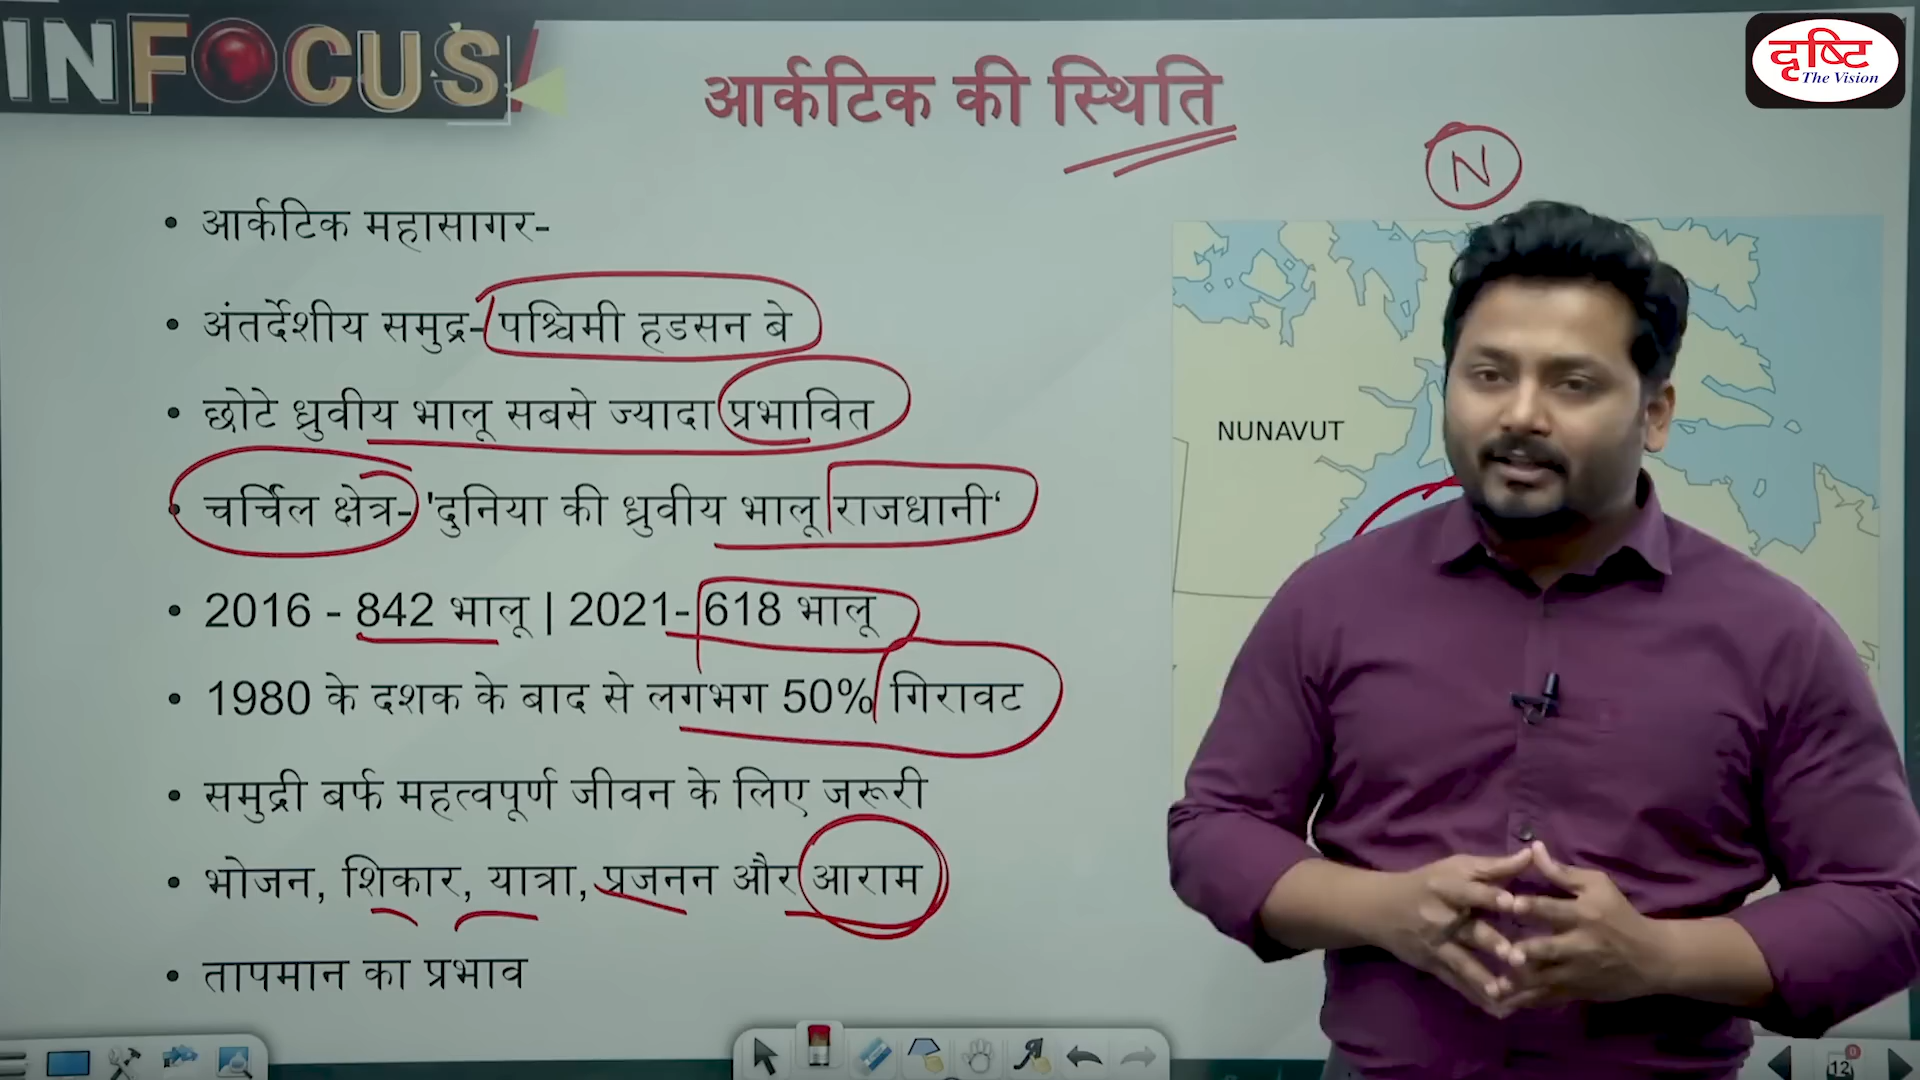 INFOCUS
दृष्टि
The Vision
आर्कटिक की स्थिति
N
• आर्कटिक महासागर-
• अंतर्देशीय समुद्र- पश्चिमी हडसन बे
• छोटे ध्रुवीय भालू सबसे ज्यादा प्रभावित
NUNAVUT
• चर्चिल क्षेत्र- 'दुनिया की ध्रुवीय भालू राजधानी‘
• 2016 - 842 भालू | 2021- 618 भालू
• 1980 के दशक के बाद से लगभग 50% गिरावट
• समुद्री बर्फ महत्वपूर्ण जीवन के लिए जरूरी
• भोजन, शिकार, यात्रा, प्रजनन और आराम
• तापमान का प्रभाव
12
0